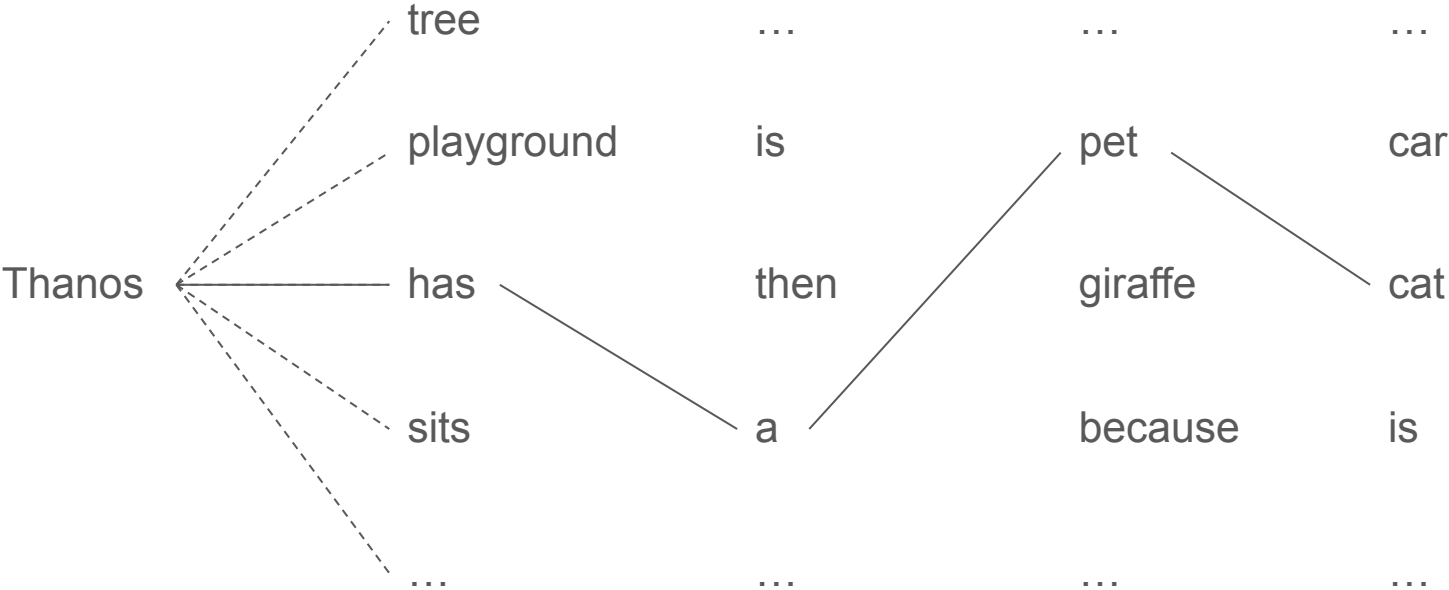 tree … … …
playground is pet car
Thanos has then giraffe cat
sits a because is
… … … …